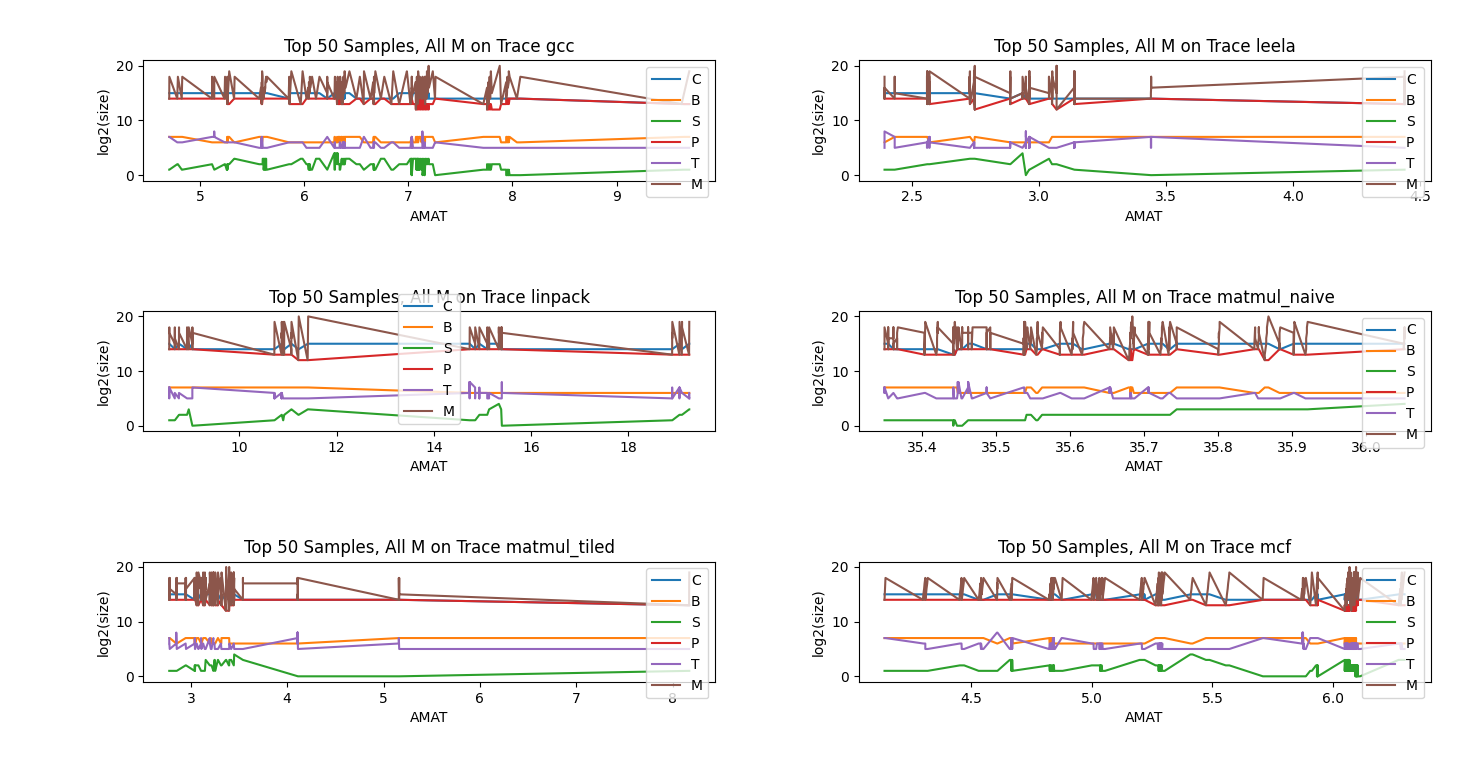 Top 50 Samples, All M on Trace gcc
log2(size)
20
10
0
5 6 7 8 9
AMAT
C
B
S
P
T
M
Top 50 Samples, All M on Trace leela
log2(size)
20
10
0
2.5 3.0 3.5 4.0 4.5
AMAT
C
B
S
P
T
M
Top 50 Samples, All M on Trace linpack
log2(size)
20
10
0
10 12 14 16 18
AMAT
C
B
S
P
T
M
Top 50 Samples, All M on Trace matmul_naive
log2(size)
20
10
0
35.4 35.5 35.6 35.7 35.8 35.9 36.0
AMAT
C
B
S
P
T
M
Top 50 Samples, All M on Trace matmul_tiled
log2(size)
20
10
0
3 4 5 6 7 8
AMAT
C
B
S
P
T
M
Top 50 Samples, All M on Trace mcf
log2(size)
20
10
0
4.5 5.0 5.5 6.0
AMAT
C
B
S
P
T
M